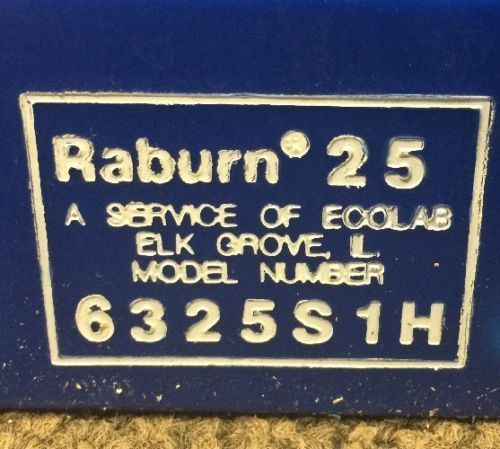 Raburn® 25
A SERVICE OF ECOLAB
ELK GROVE, IL.
MODEL NUMBER
6325S1H